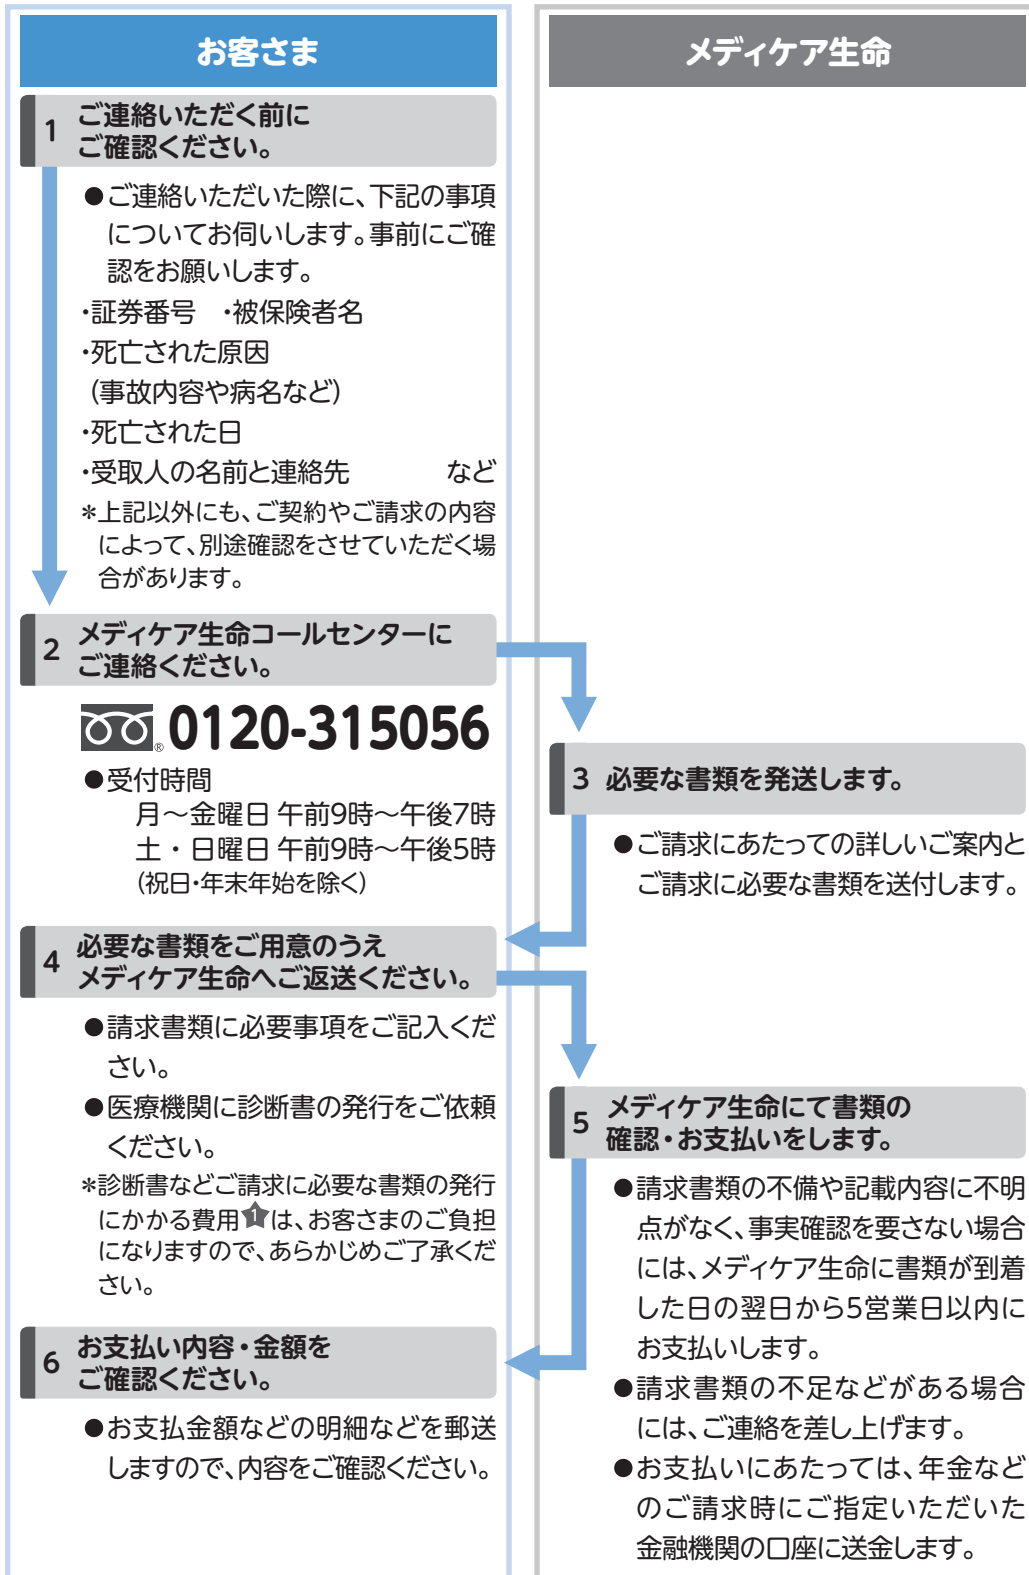 お客さま
1 ご連絡いただく前に
ご確認ください。
●ご連絡いただいた際に、下記の事項
についてお伺いします。事前にご確
認をお願いします。
・証券番号　・被保険者名
・死亡された原因
（事故内容や病名など）
・死亡された日
・受取人の名前と連絡先　　　など
＊上記以外にも、ご契約やご請求の内容
によって、別途確認をさせていただく場
合があります。
2 メディケア生命コールセンターに
ご連絡ください。
® 0120-315056
●受付時間
月～金曜日 午前9時～午後7時
土・日曜日 午前9時～午後5時
（祝日・年末年始を除く）
メディケア生命
3 必要な書類を発送します。
●ご請求にあたっての詳しいご案内と
ご請求に必要な書類を送付します。
4 必要な書類をご用意のうえ
メディケア生命へご返送ください。
●請求書類に必要事項をご記入くだ
さい。
●医療機関に診断書の発行をご依頼
ください。
＊診断書などご請求に必要な書類の発行
にかかる費用1は、お客さまのご負担
になりますので、あらかじめご了承くだ
さい。
5 メディケア生命にて書類の
確認・お支払いをします。
●請求書類の不備や記載内容に不明
点がなく、事実確認を要さない場合
には、メディケア生命に書類が到着
した日の翌日から5営業日以内に
お支払いします。
●請求書類の不足などがある場合
には、ご連絡を差し上げます。
●お支払いにあたっては、年金など
のご請求時にご指定いただいた
金融機関の口座に送金します。
6 お支払い内容・金額を
ご確認ください。
●お支払金額などの明細などを郵送
しますので、内容をご確認ください。